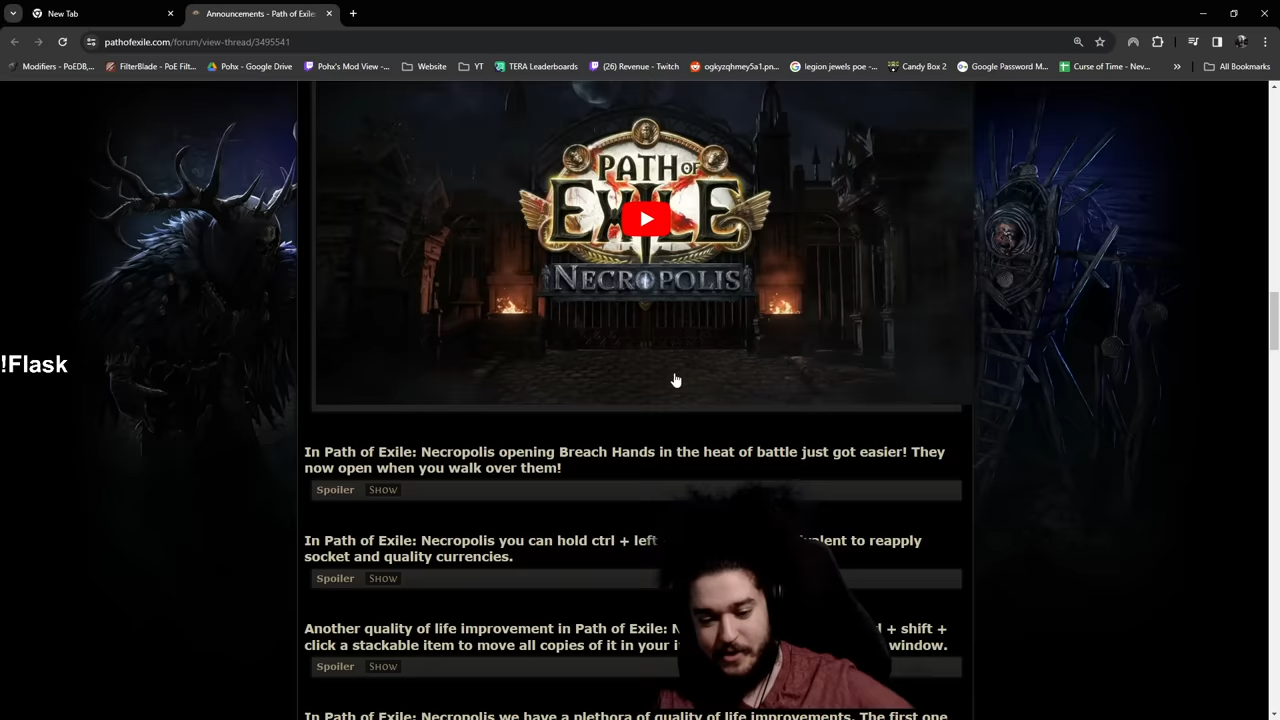 New Tab
Announcements - Path of Exile
pathofexile.com/forum/view-thread/3495541
Modifiers - PoEDB,...
FilterBlade - PoE Filt...
Pohx - Google Drive
Pohx's Mod View -...
Website
YT
TERA Leaderboards
(26) Revenue - Twitch
ogkyzqhmey5a1.pn...
legion jewels poe -...
Candy Box 2
Google Password M...
Curse of Time - Nev...
All Bookmarks
PATH OF
EXILE
NECROPOLIS
!Flask
In Path of Exile: Necropolis opening Breach Hands in the heat of battle just got easier! They
now open when you walk over them!
Spoiler SHOW
In Path of Exile: Necropolis you can hold ctrl + left to reapply
socket and quality currencies.
Spoiler SHOW
Another quality of life improvement in Path of Exile: + shift +
click a stackable item to move all copies of it in your window.
Spoiler SHOW
In Path of Exile: Necropolis we have a plethora of quality of life improvements. The first one